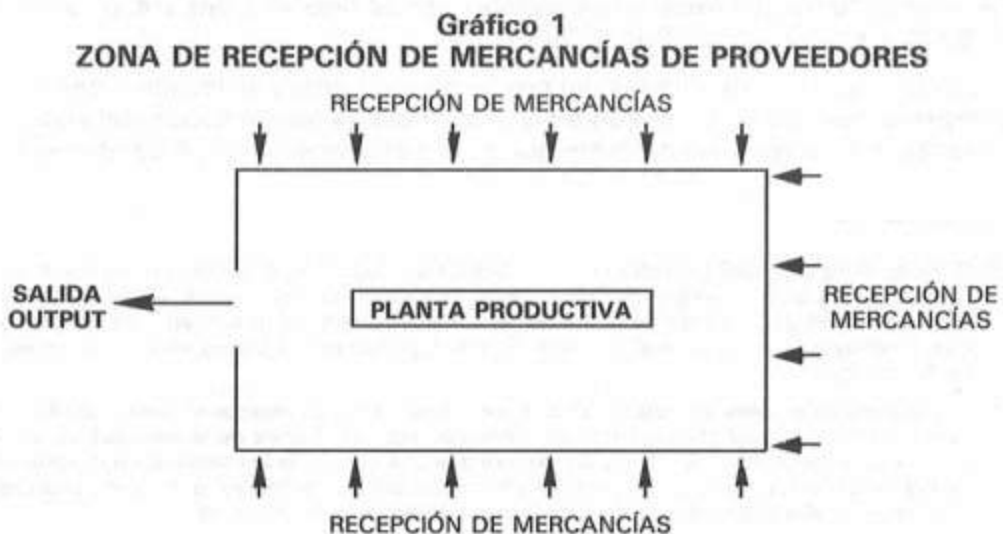 Gráfico 1
ZONA DE RECEPCIÓN DE MERCANCÍAS DE PROVEEDORES
RECEPCIÓN DE MERCANCÍAS
SALIDA
OUTPUT
PLANTA PRODUCTIVA
RECEPCIÓN DE
MERCANCÍAS
RECEPCIÓN DE MERCANCÍAS